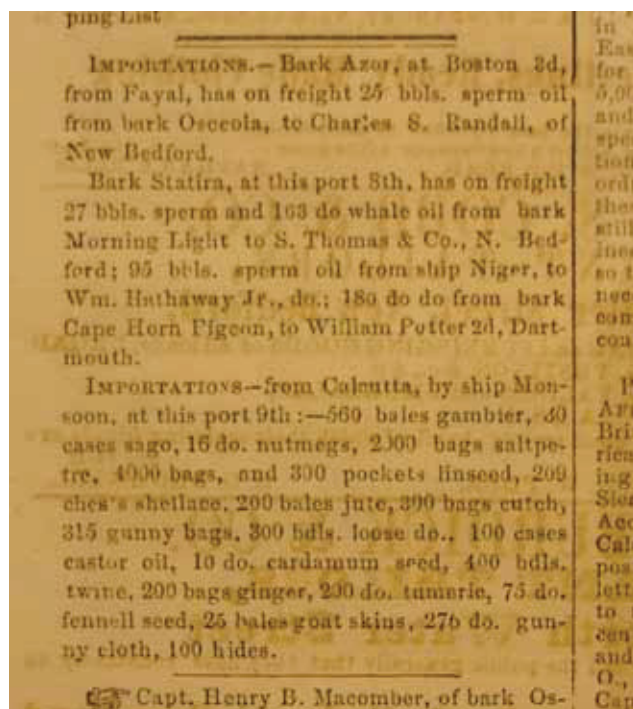 ping List
IMPORTATIONS.— Bark Azor, at Boston 3d,
from Fayal, has on freight 25 bbls. sperm oil
from bark Osceola, to Charles S. Randall, of
New Bedford.
Bark Statira, at this port 8th, has on freight
27 bbls. sperm and 163 do whale oil from bark
Morning Light to S. Thomas & Co., N. Bed-
ford; 95 bbls. sperm oil from ship Niger, to
Wm. Hathaway Jr., do.; 180 do do from bark
Cape Horn Pigeon, to William Potter 2d, Dart-
mouth.
IMPORTATIONS—from Calcutta, by ship Mon-
soon, at this port 9th :—560 bales gambier,
cases sago, 16 do. nutmegs, 2000 bags saltpe-
tre, 4000 bags, and 300 pockets linseed, 209
shellace, 200 bales jute, 300 bags cutch,
315 gunny bags, 300 bdls. loose do., 100 cases
castor oil, 10 do. cardamum seed, 400 bdls.
twine, 200 bags ginger, 200 do. tumeric, 75 do.
fennell seed, 25 bales goat skins, 276 do. gun-
ny cloth, 100 hides.
☞ Capt. Henry B. Macomber, of bark Os-